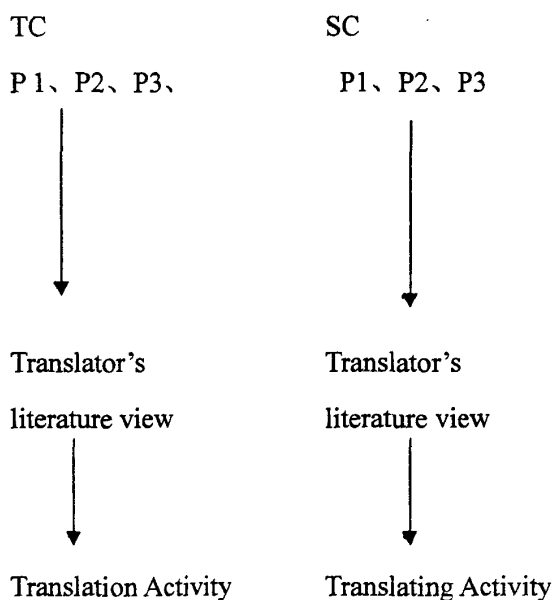 TC
P 1、P2、P3、
Translator's
literature view
Translation Activity
SC
P1、P2、P3
Translator's
literature view
Translating Activity